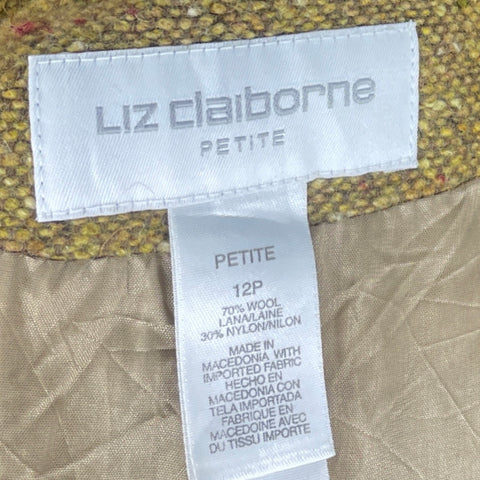 Liz claiborne
PETITE
PETITE
12P
70% WOOL
LANA/LAINE
30% NYLON/NILON
MADE IN
MACEDONIA WITH
IMPORTED FABRIC
HECHO EN
MACEDONIA CON
TELA IMPORTADA
FABRIQUE EN
MACEDOINE AVEC
DU TISSU IMPORTE